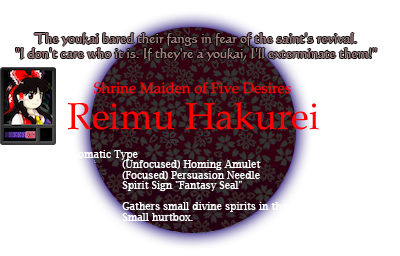 The youkai bared their fangs in fear of the saint's revival.
"I don't care who it is. If they're a youkai, I'll exterminate them!"
Shrine Maiden of Five Desires
Reimu Hakurei
omatic Type
(Unfocused) Homing Amulet
(Focused) Persuasion Needle
Spirit Sign "Fantasy Seal"
Gathers small divine spirits in the
Small hurtbox.